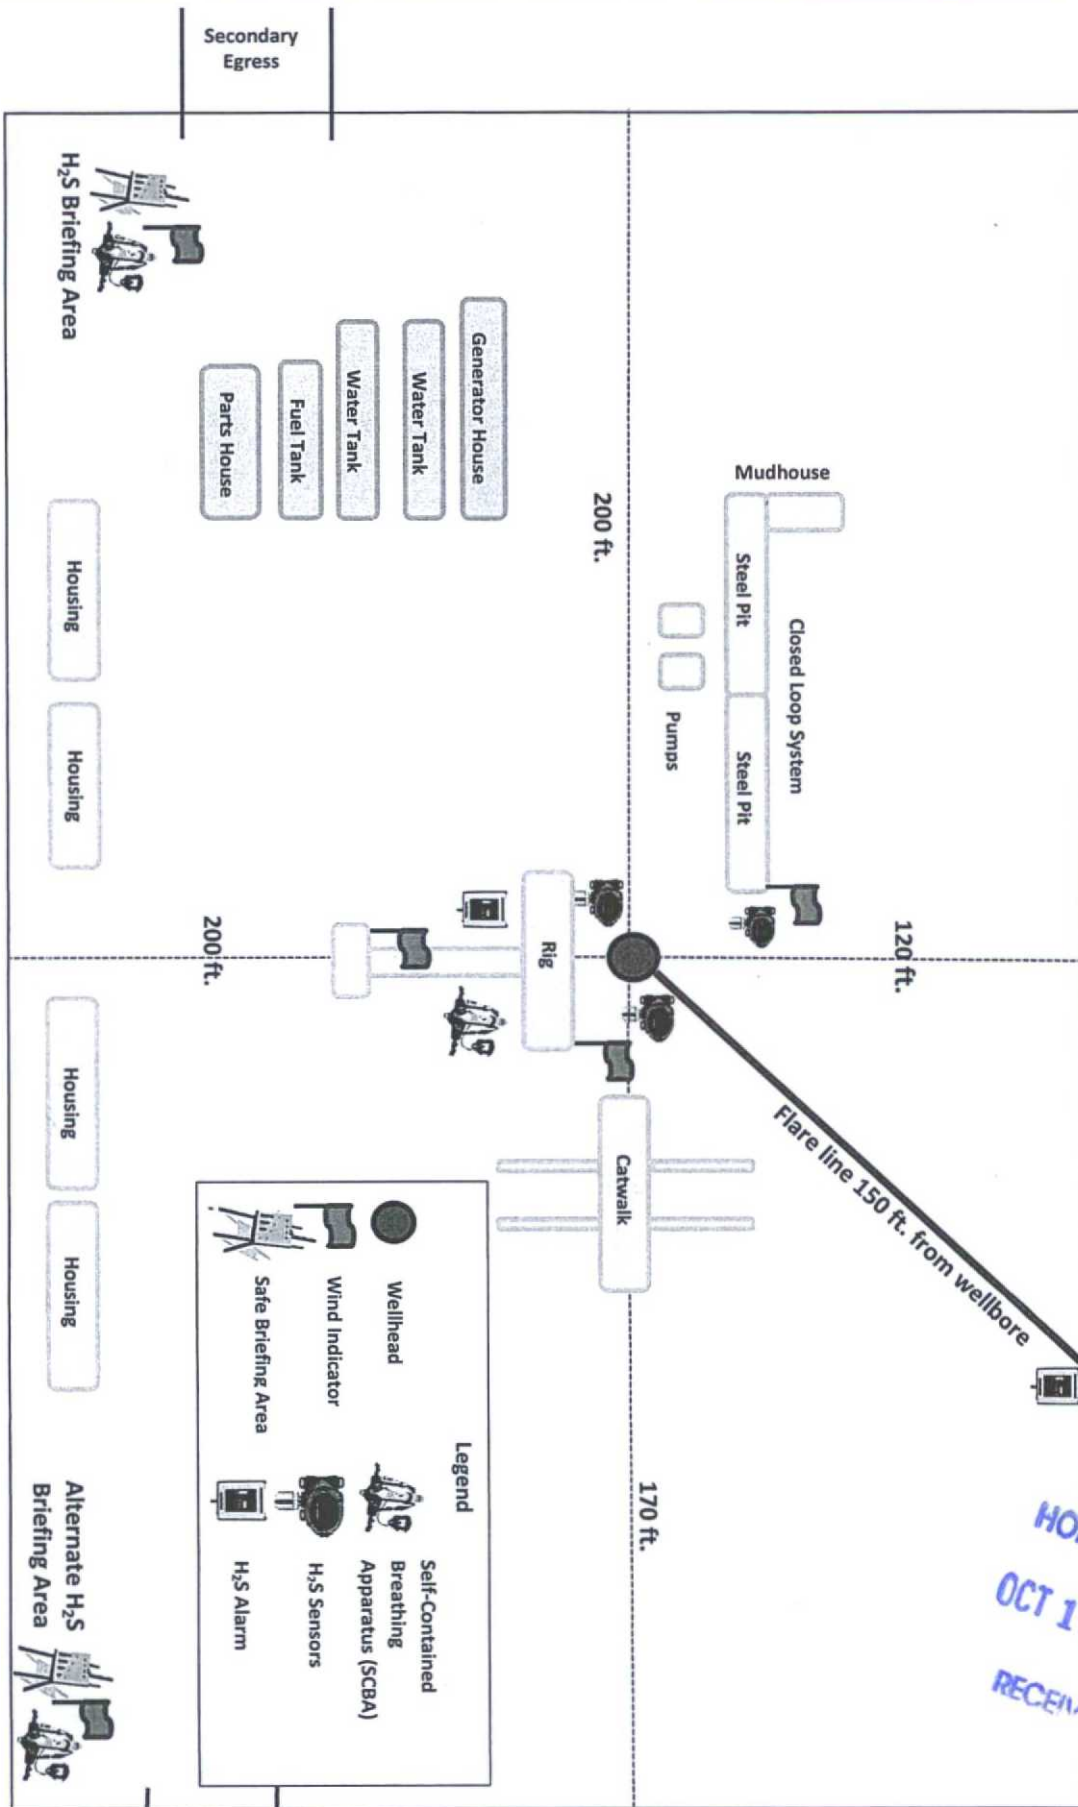 Secondary
Egress
H₂S Briefing Area
Generator House
Water Tank
Water Tank
Fuel Tank
Parts House
Mudhouse
Steel Pit
Steel Pit
Closed Loop System
Pumps
200 ft.
120 ft.
200 ft.
170 ft.
Housing
Housing
Housing
Housing
Rig
Catwalk
Flare line 150 ft. from wellbore
Legend
Wellhead
Wind Indicator
Safe Briefing Area
Self-Contained
Breathing
Apparatus (SCBA)
H₂S Sensors
H₂S Alarm
Alternate H₂S
Briefing Area
OCT 1